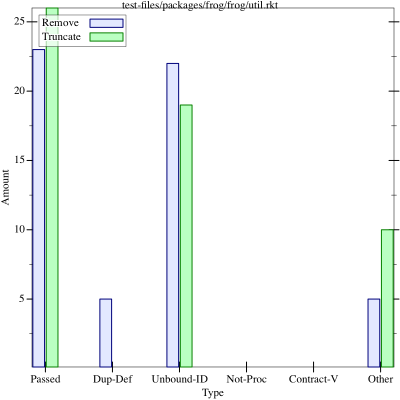 test-files/packages/frog/frog/util.rkt
Remove
Truncate
25
20
15
10
5
Amount
Passed Dup-Def Unbound-ID Not-Proc Contract-V Other
Type